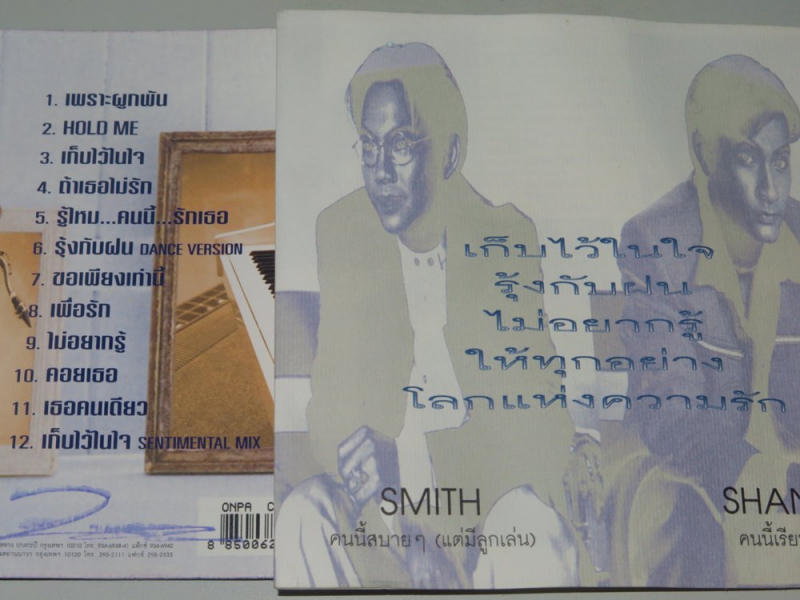 1. เพราะผูกพัน
2. HOLD ME
3. เก็บไว้ในใจ
4. ถ้าเธอไม่รัก
5. รู้ไหม...คนนี้...รักเธอ
6. รุ้งกับฝน DANCE VERSION
7. ขอเพียงเท่านี้
8. เพื่อรัก
9. ไม่อยากรู้
10. คอยเธอ
11. เธอคนเดียว
12. เก็บไว้ในใจ SENTIMENTAL MIX
ONPA C
8 85006
เก็บไว้ในใจ
รุ้งกับฝน
ไม่อยากรู้
ให้ทุกอย่าง
โลกแห่งความรัก
SMITH
คนนี้สบายๆ (แต่มีลูกเล่น)
SHAN
คนนี้เรีย